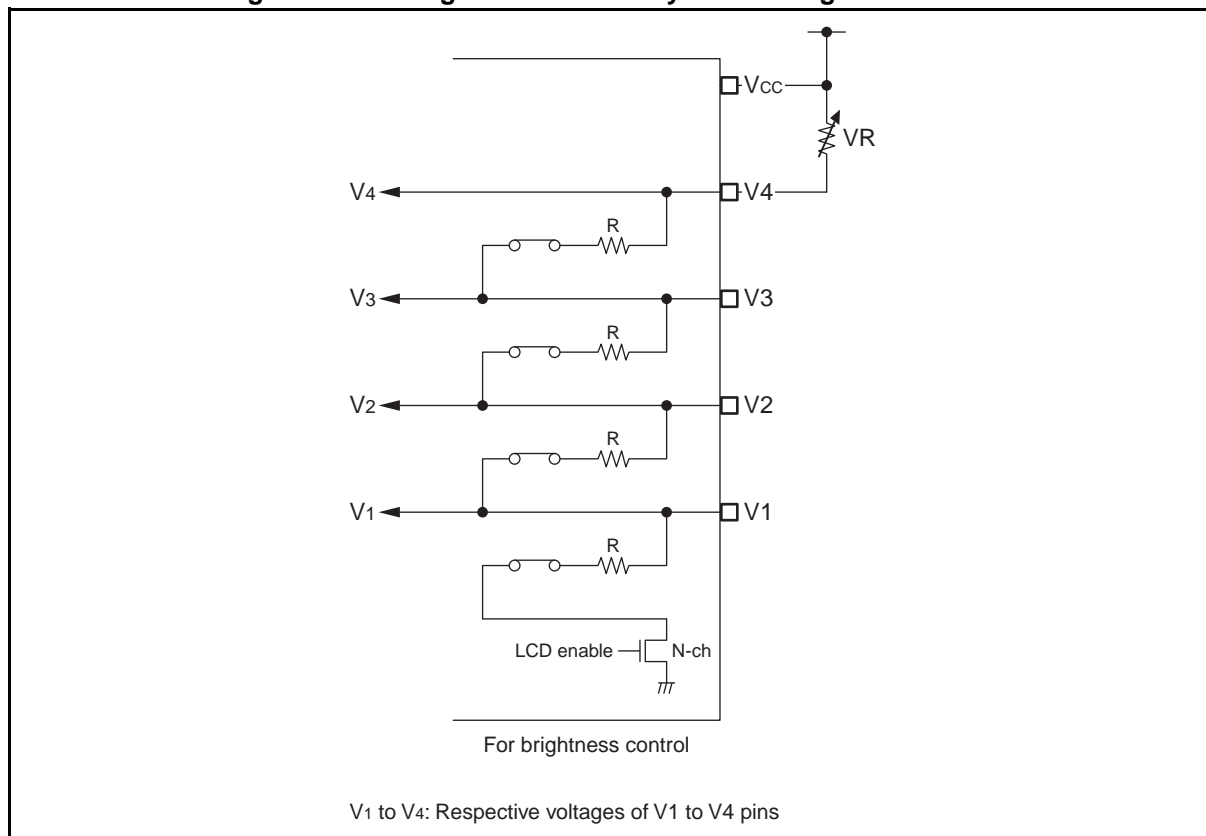 Vcc
VR
V4
V4
R
V3
V3
R
V2
V2
R
V1
V1
R
LCD enable
N-ch
For brightness control
V1 to V4: Respective voltages of V1 to V4 pins